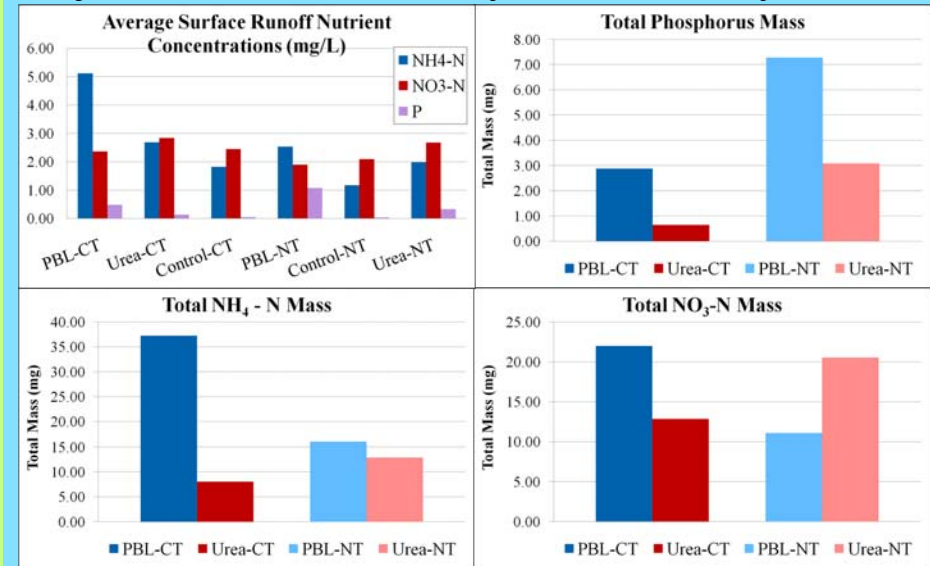 Average Surface Runoff Nutrient
Concentrations (mg/L)
6.00
5.00
4.00
3.00
2.00
1.00
0.00
NH4-N
NO3-N
P
PBL-CT
Urea-CT
Control-CT
PBL-NT
Control-NT
Urea-NT
Total Phosphorus Mass
Total Mass (mg)
8.00
7.00
6.00
5.00
4.00
3.00
2.00
1.00
0.00
PBL-CT Urea-CT PBL-NT Urea-NT
Total NH4 - N Mass
Total Mass (mg)
40.00
35.00
30.00
25.00
20.00
15.00
10.00
5.00
0.00
PBL-CT Urea-CT PBL-NT Urea-NT
Total NO3-N Mass
Total Mass (mg)
25.00
20.00
15.00
10.00
5.00
0.00
PBL-CT Urea-CT PBL-NT Urea-NT